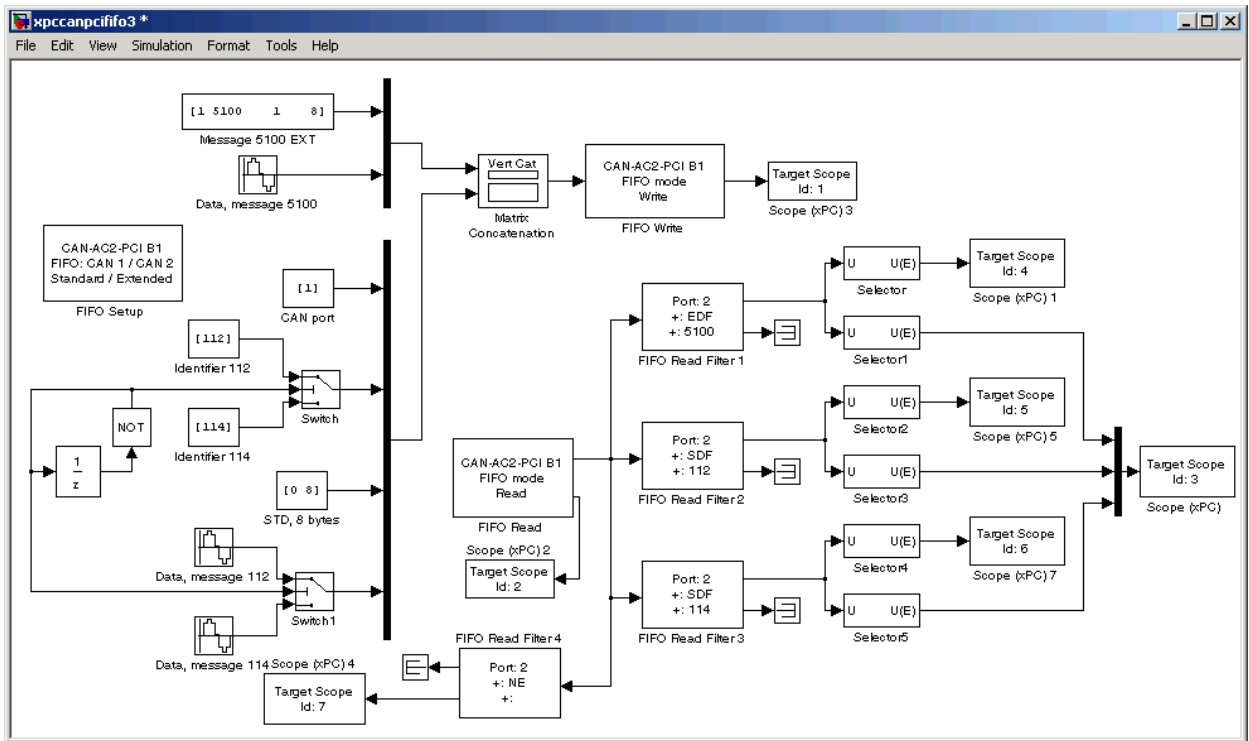 xpccanpcififo3 *
File Edit View Simulation Format Tools Help
[1 5100 1 8]
Message 5100 EXT
Data, message 5100
Vert Cat
Matrix
Concatenation
CAN-AC2-PCI B1
FIFO mode
Write
FIFO Write
Target Scope
Id: 1
Scope (xPC) 3
CAN-AC2-PCI B1
FIFO: CAN 1 / CAN 2
Standard / Extended
FIFO Setup
[1]
CAN port
[112]
Identifier 112
Switch
[114]
Identifier 114
NOT
1
z
[0 8]
STD, 8 bytes
Data, message 112
Switch1
Data, message 114
CAN-AC2-PCI B1
FIFO mode
Read
FIFO Read
Scope (xPC) 2
Target Scope
Id: 2
Port: 2
+: EDF
+: 5100
FIFO Read Filter 1
U U(E)
Selector
Target Scope
Id: 4
Scope (xPC) 1
U U(E)
Selector1
Port: 2
+: SDF
+: 112
FIFO Read Filter 2
U U(E)
Selector2
Target Scope
Id: 5
Scope (xPC) 5
U U(E)
Selector3
Target Scope
Id: 3
Scope (xPC)
Port: 2
+: SDF
+: 114
FIFO Read Filter 3
U U(E)
Selector4
Target Scope
Id: 6
Scope (xPC) 7
U U(E)
Selector5
FIFO Read Filter 4
Port: 2
+: NE
+:
Scope (xPC) 4
Target Scope
Id: 7